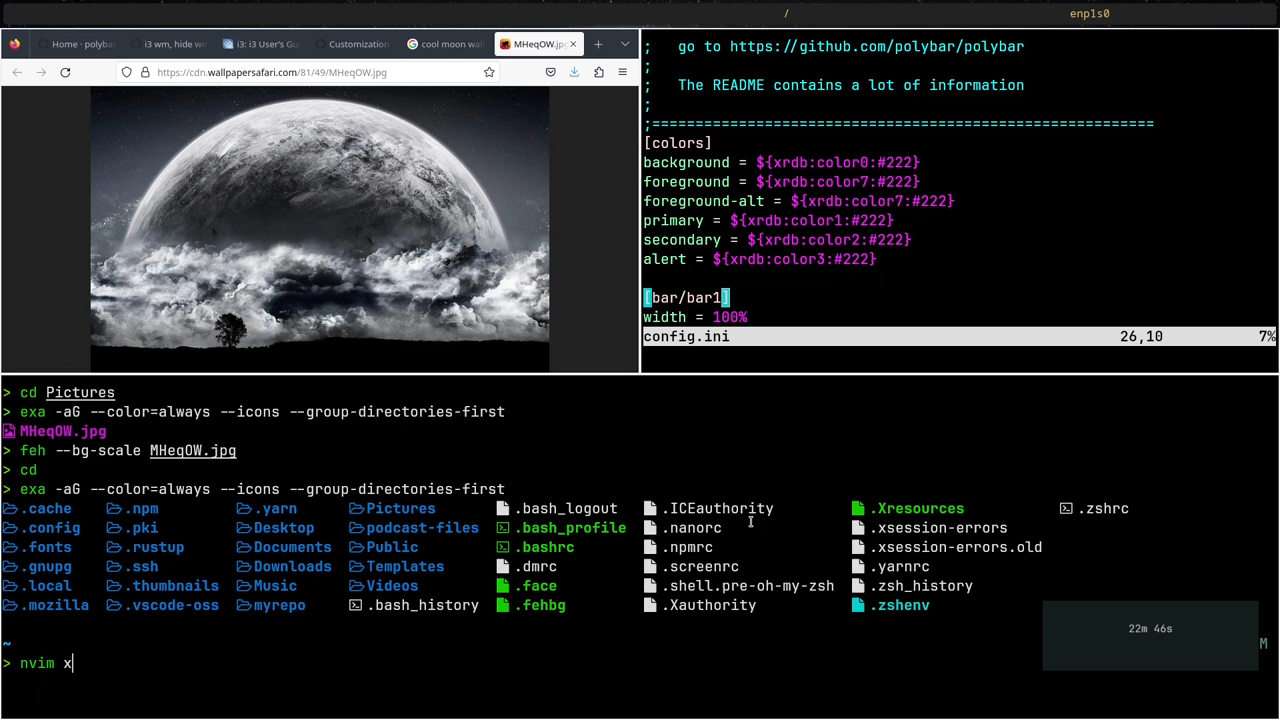 / enp1s0
Home · polyba
i3 wm, hide wi
i3: i3 User's Gu
Customization
cool moon wal
MHeqOW.jpg
https://cdn.wallpapersafari.com/81/49/MHeqOW.jpg
; go to https://github.com/polybar/polybar
;
; The README contains a lot of information
;
;==========================================================
[colors]
background = ${xrdb:color0:#222}
foreground = ${xrdb:color7:#222}
foreground-alt = ${xrdb:color7:#222}
primary = ${xrdb:color1:#222}
secondary = ${xrdb:color2:#222}
alert = ${xrdb:color3:#222}
[bar/bar1]
width = 100%
config.ini 26,10 7%
> cd Pictures
> exa -aG --color=always --icons --group-directories-first
MHeqOW.jpg
> feh --bg-scale MHeqOW.jpg
> cd
> exa -aG --color=always --icons --group-directories-first
.cache .npm .yarn Pictures .bash_logout .ICEauthority .Xresources .zshrc
.config .pki Desktop podcast-files .bash_profile .nanorc .xsession-errors
.fonts .rustup Documents Public .bashrc .npmrc .xsession-errors.old
.gnupg .ssh Downloads Templates .dmrc .screenrc .yarnrc
.local .thumbnails Music Videos .face .shell.pre-oh-my-zsh .zsh_history
.mozilla .vscode-oss myrepo .bash_history .fehbg .Xauthority .zshenv
22m 46s
~ M
> nvim x